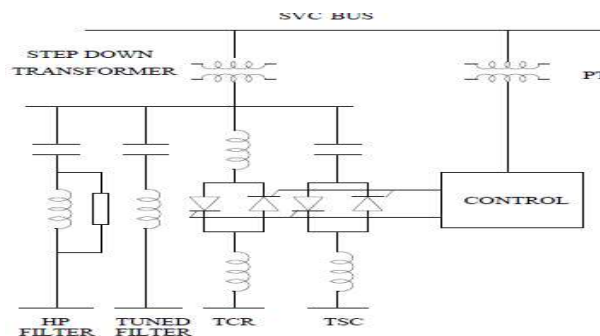 SVC BUS
STEP DOWN
TRANSFORMER
PT
CONTROL
HP
FILTER
TUNED
FILTER
TCR
TSC